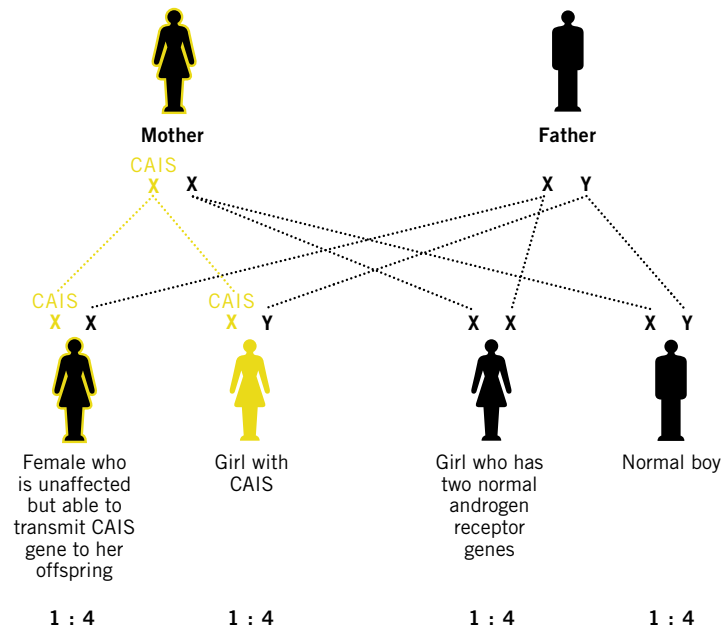 Mother Father
CAIS
X X X Y
CAIS CAIS
X X X Y X X X Y
Female who
is unaffected
but able to
transmit CAIS
gene to her
offspring
Girl with
CAIS
Girl who has
two normal
androgen
receptor
genes
Normal boy
1 : 4 1 : 4 1 : 4 1 : 4